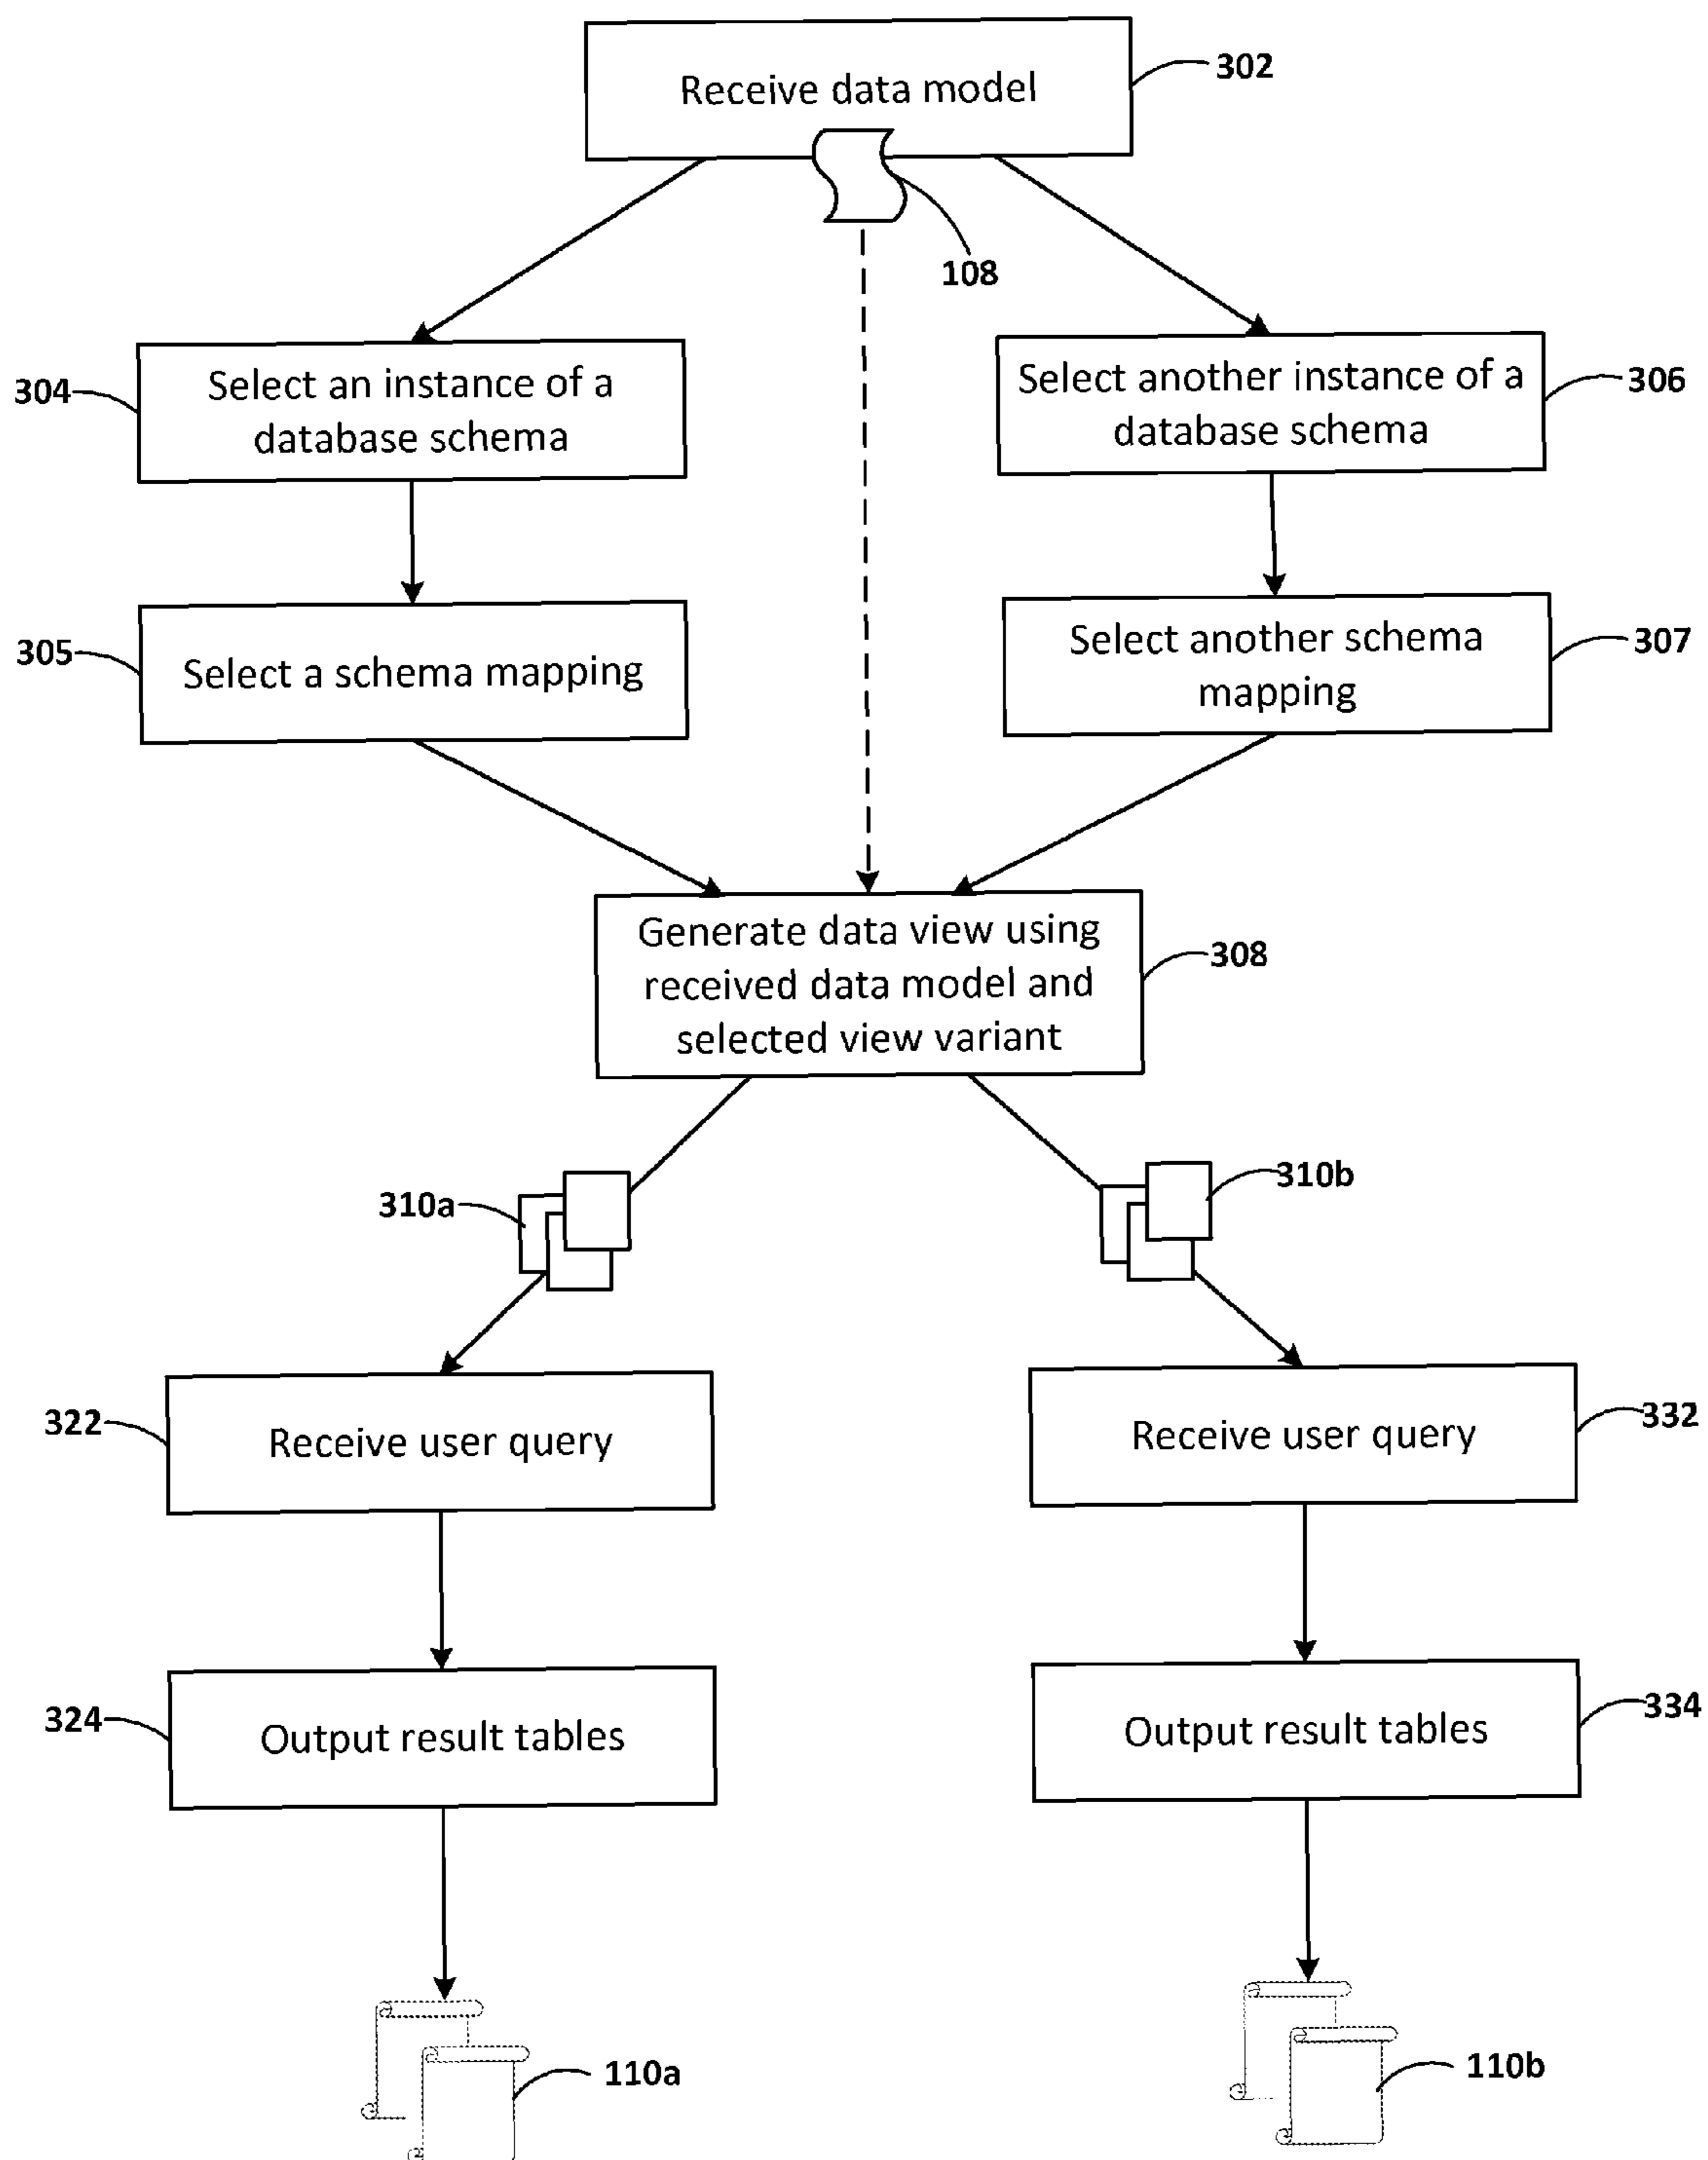 Receive data model
302
108
304
Select an instance of a
database schema
Select another instance of a
database schema
306
305
Select a schema mapping
Select another schema
mapping
307
Generate data view using
received data model and
selected view variant
308
310a
310b
322
Receive user query
Receive user query
332
324
Output result tables
Output result tables
334
110a
110b